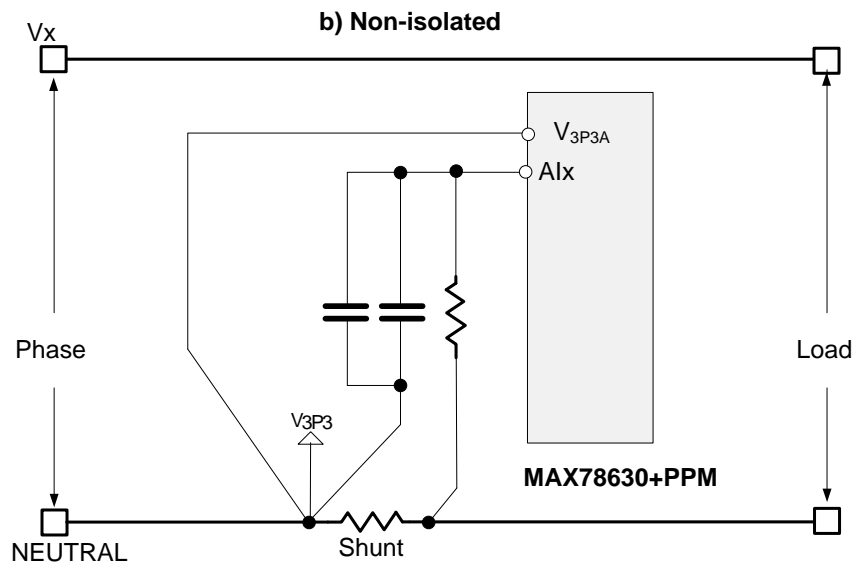 b) Non-isolated
Vx
V3P3A
AIx
Phase
Load
V3P3
MAX78630+PPM
Shunt
NEUTRAL